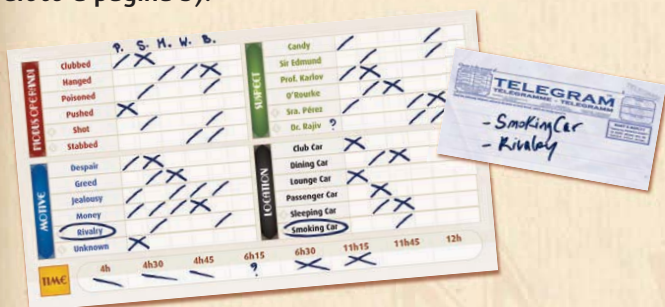 P. S. M. W. B.
MODUS OPERANDI
Clubbed
Hanged
Poisoned
Pushed
Shot
Stabbed
SUSPECT
Candy
Sir Edmund
Prof. Karlov
O'Rourke
Sra. Pérez
Dr. Rajiv ?
MOTIVE
Despair
Greed
Jealousy
Money
Rivalry
Unknown
LOCATION
Club Car
Dining Car
Lounge Car
Passenger Car
Sleeping Car
Smoking Car
TIME
4h 4h30 4h45 6h15 6h30 11h15 11h45 12h
?
TELEGRAM
TÉLÉGRAMME - TELEGRAMM
- Smoking Car
- Rivalry